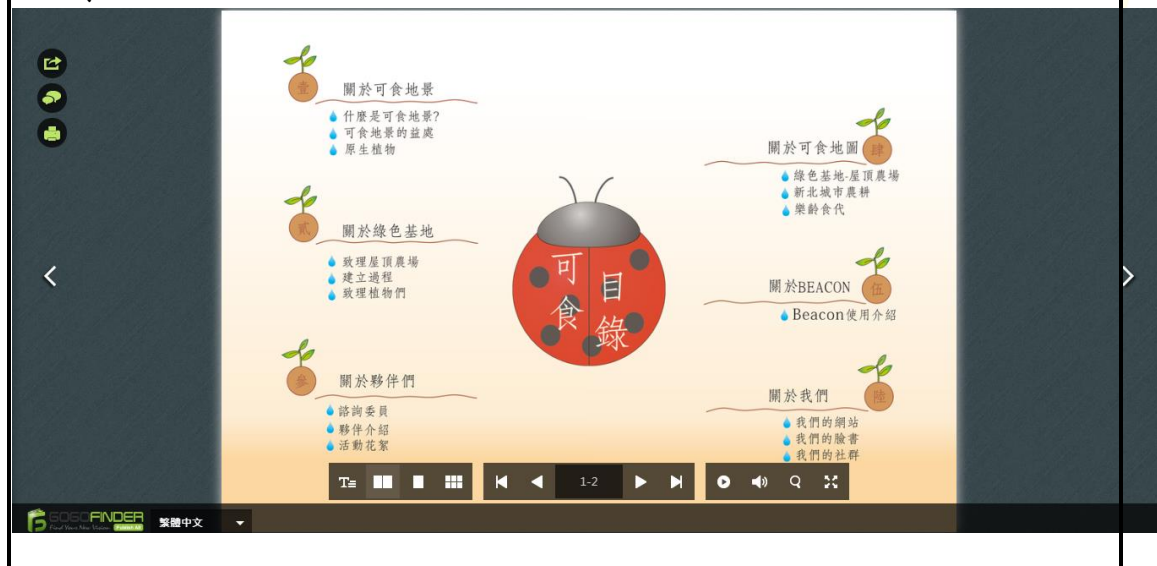 壹
關於可食地景
什麼是可食地景?
可食地景的益處
原生植物
貳
關於綠色基地
致理屋頂農場
建立過程
致理植物們
參
關於夥伴們
諮詢委員
夥伴介紹
活動花絮
可食
目錄
關於可食地圖
肆
綠色基地-屋頂農場
新北城市農耕
樂齡食代
關於BEACON
伍
Beacon使用介紹
關於我們
陸
我們的網站
我們的臉書
我們的社群
1-2
GOGOFINDER
Find Your New Vision
繁體中文